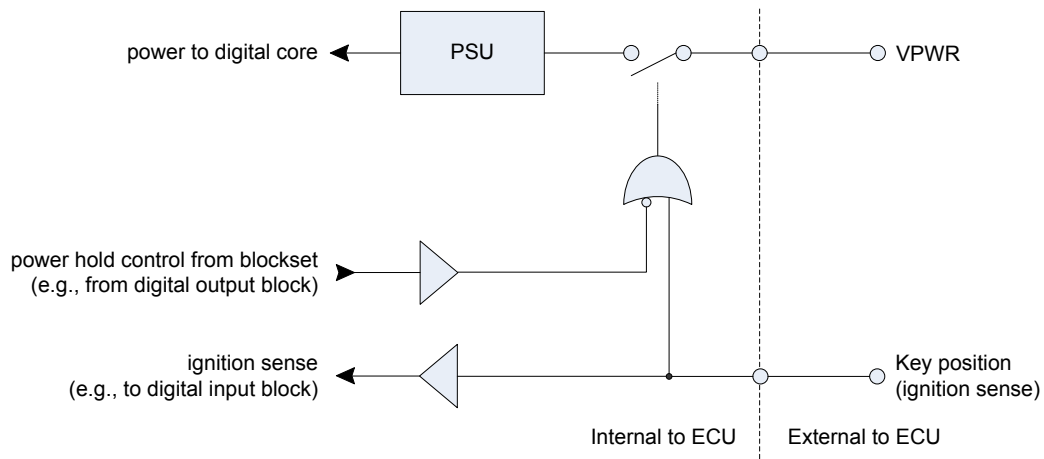 power to digital core
PSU
VPWR
power hold control from blockset
(e.g., from digital output block)
ignition sense
(e.g., to digital input block)
Key position
(ignition sense)
Internal to ECU
External to ECU